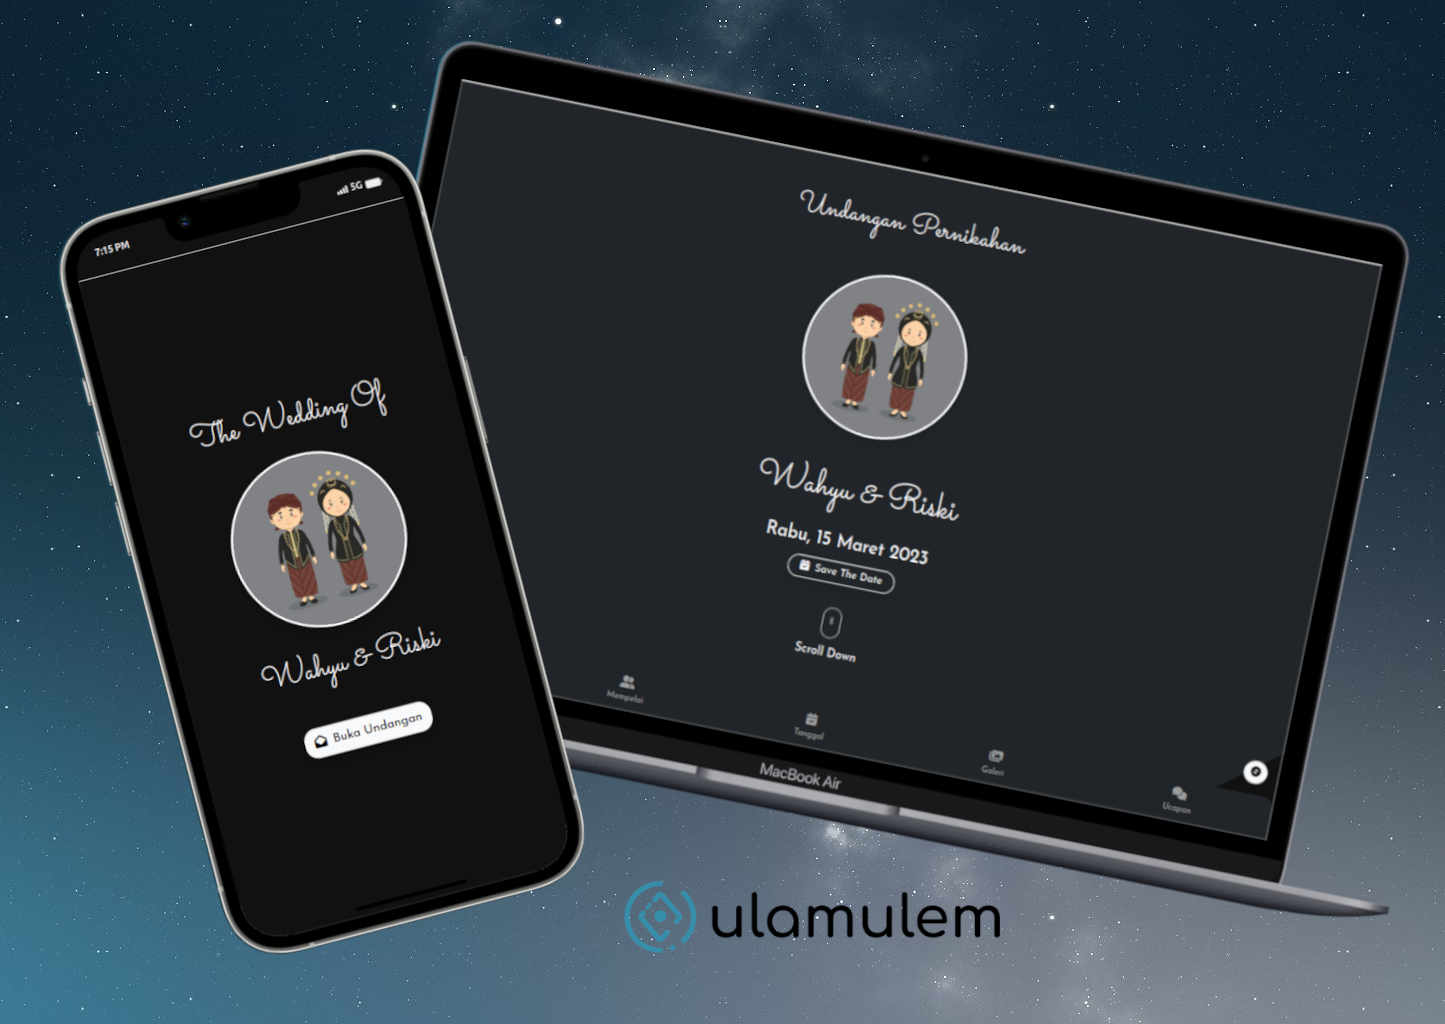 7:15 PM
5G
The Wedding Of
Wahyu & Riski
Buka Undangan
Undangan Pernikahan
Wahyu & Riski
Rabu, 15 Maret 2023
Save The Date
Scroll Down
Mempelai
Tanggal
Galeri
Ucapan
MacBook Air
ulamulem